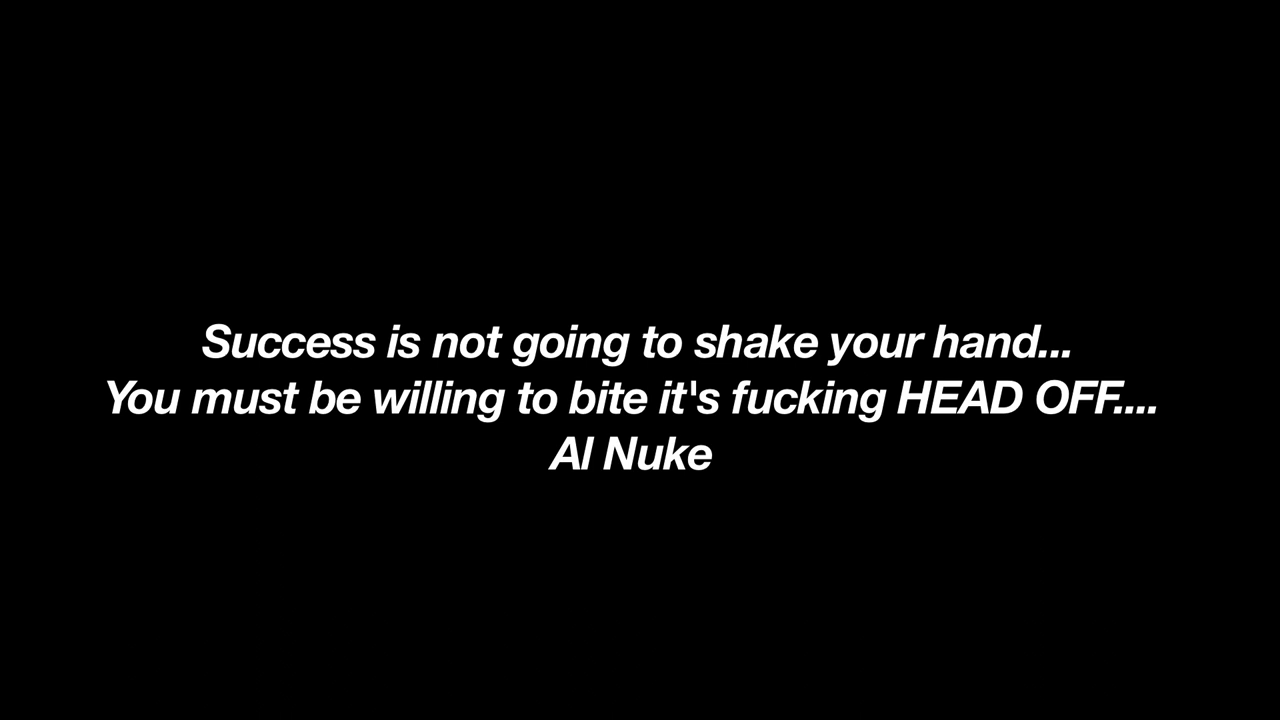 Success is not going to shake your hand...
You must be willing to bite it's fucking HEAD OFF....
Al Nuke